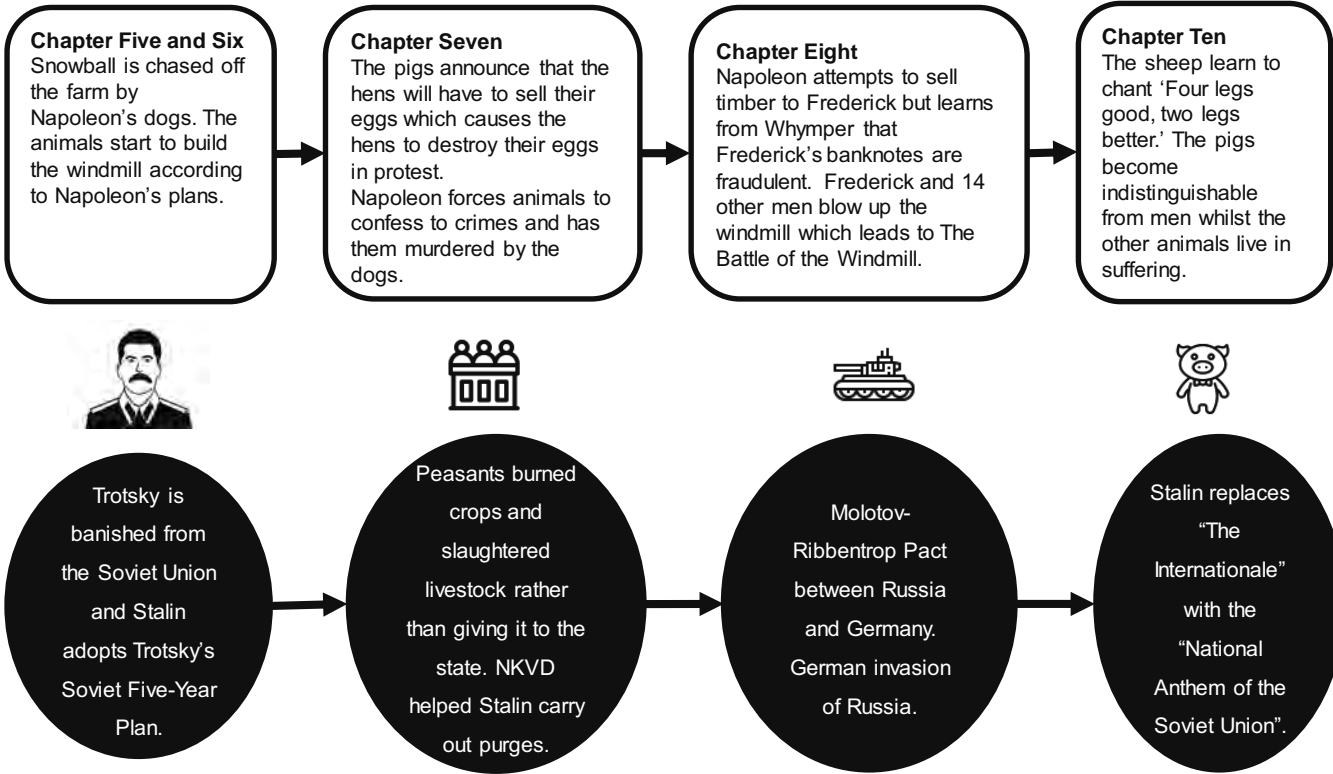 Chapter Five and Six
Snowball is chased off
the farm by
Napoleon's dogs. The
animals start to build
the windmill according
to Napoleon's plans.
Chapter Seven
The pigs announce that the
hens will have to sell their
eggs which causes the
hens to destroy their eggs
in protest.
Napoleon forces animals to
confess to crimes and has
them murdered by the
dogs.
Chapter Eight
Napoleon attempts to sell
timber to Frederick but learns
from Whymper that
Frederick's banknotes are
fraudulent.  Frederick and 14
other men blow up the
windmill which leads to The
Battle of the Windmill.
Chapter Ten
The sheep learn to
chant ‘Four legs
good, two legs
better.’ The pigs
become
indistinguishable
from men whilst the
other animals live in
suffering.
Trotsky is
banished from
the Soviet Union
and Stalin
adopts Trotsky's
Soviet Five-Year
Plan.
Peasants burned
crops and
slaughtered
livestock rather
than giving it to the
state. NKVD
helped Stalin carry
out purges.
Molotov-
Ribbentrop Pact
between Russia
and Germany.
German invasion
of Russia.
Stalin replaces
“The
Internationale”
with the
“National
Anthem of the
Soviet Union”.